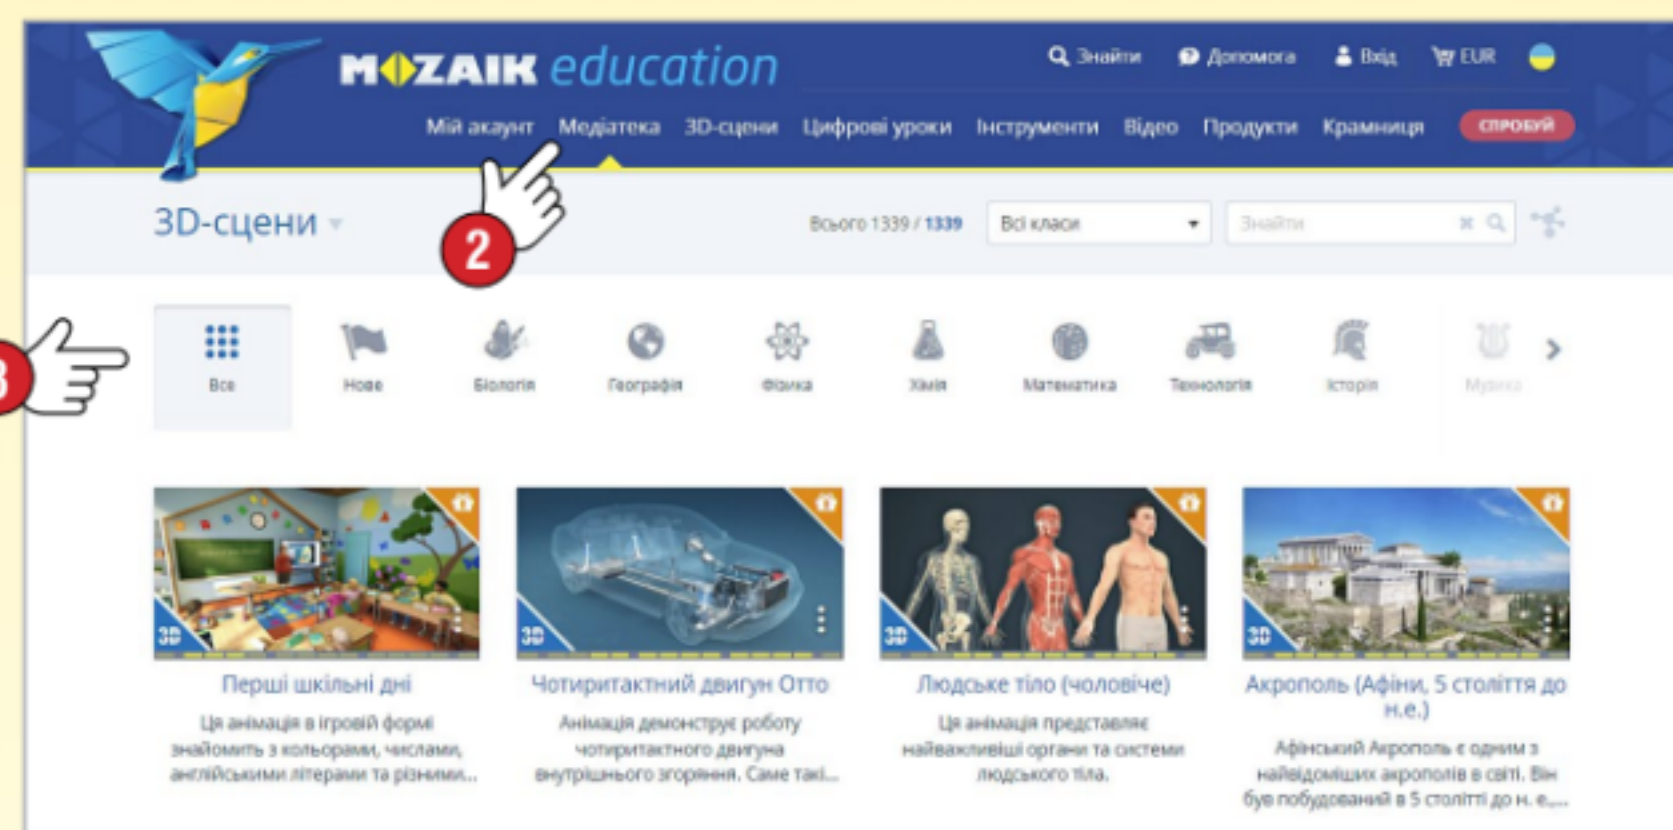 MOZAIK education
Знайти Допомога Вхід EUR
Мій акаунт Медіатека 3D-сцени Цифрові уроки Інструменти Відео Продукти Крамниця СПРОБУЙ
3D-сцени
Всього 1339 / 1339 Всі класи Знайти
2
3
Все Нове Біологія Географія Фізика Хімія Математика Технологія Історія Музика
3D 3D 3D 3D
Перші шкільні дні
Ця анімація в ігровій формі
знайомить з кольорами, числами,
англійськими літерами та різними...
Чотиритактний двигун Отто
Анімація демонструє роботу
чотиритактного двигуна
внутрішнього згоряння. Саме такі...
Людське тіло (чоловіче)
Ця анімація представляє
найважливіші органи та системи
людського тіла.
Акрополь (Афіни, 5 століття до
н.е.)
Афінський Акрополь є одним з
найвідоміших акрополів в світі. Він
був побудований в 5 столітті до н. е.,...